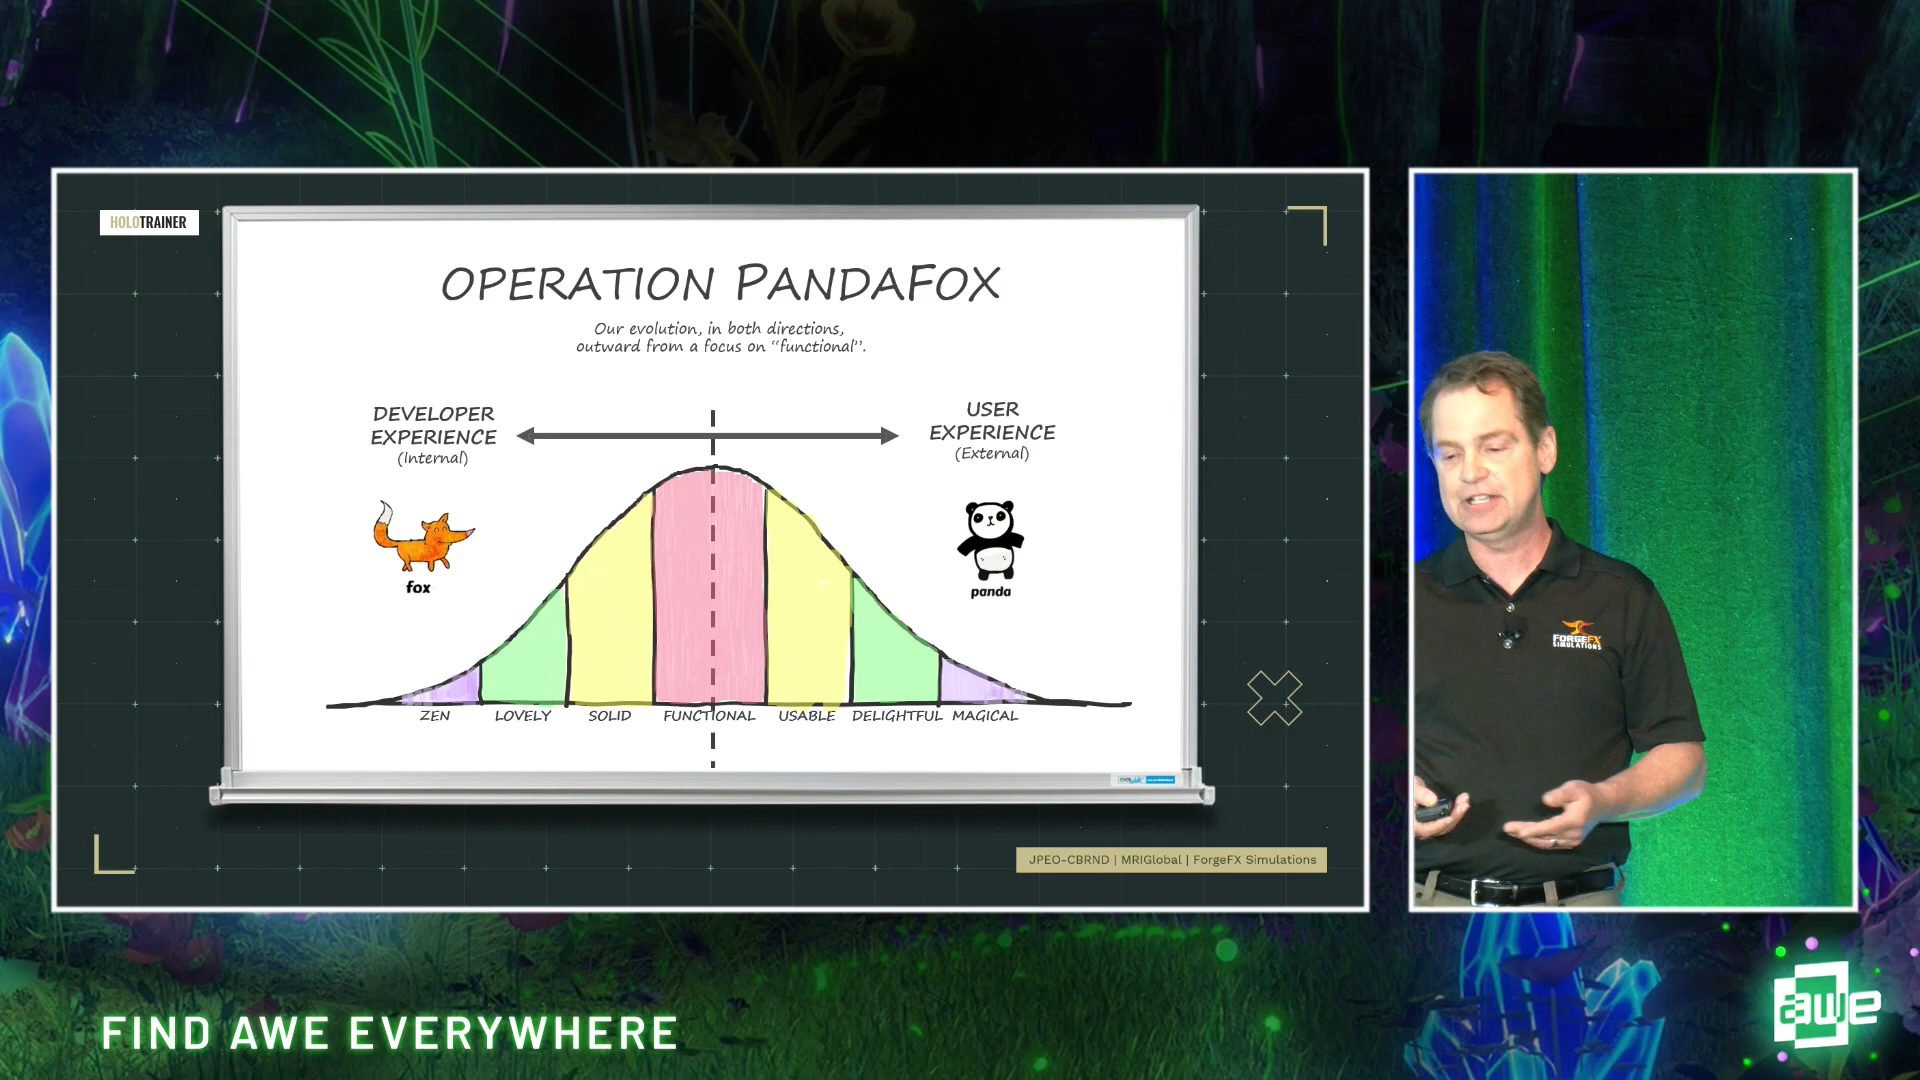 HOLOTRAINER
OPERATION PANDAFOX
Our evolution, in both directions,
outward from a focus on “functional”.
DEVELOPER
EXPERIENCE
(Internal)
USER
EXPERIENCE
(External)
fox
panda
ZEN LOVELY SOLID FUNCTIONAL USABLE DELIGHTFUL MAGICAL
JPEO-CBRND | MRIGlobal | ForgeFX Simulations
FORGEFX
SIMULATIONS
FIND AWE EVERYWHERE
awe